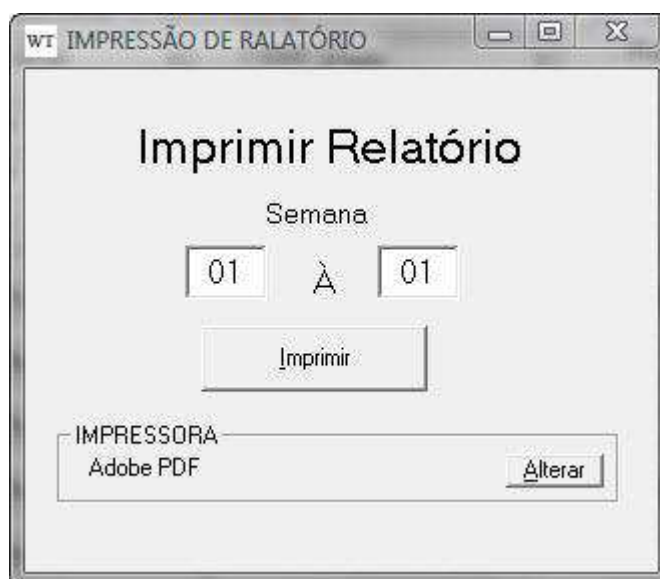 WT IMPRESSÃO DE RALATÓRIO
Imprimir Relatório
Semana
01 À 01
Imprimir
IMPRESSORA
Adobe PDF Alterar